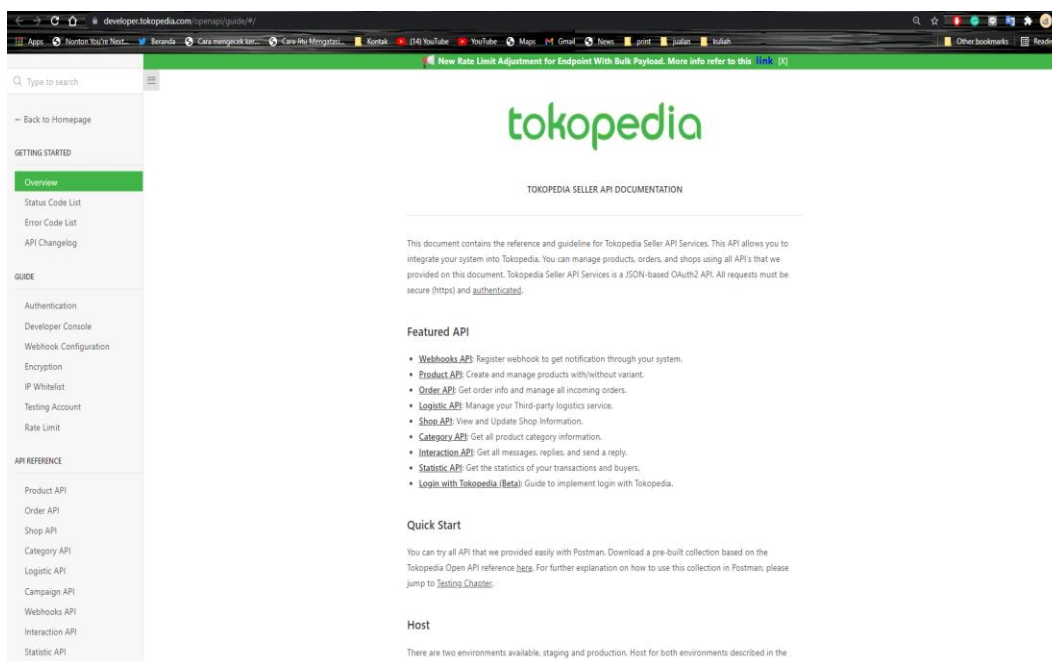 developer.tokopedia.com/openapi/guide/#/
Apps Nonton You're Next... Beranda Cara mengecek ker... Cara Itu Mengatasi... Kontak (14) YouTube YouTube Maps Gmail News print jualan kuliah Other bookmarks Readin
New Rate Limit Adjustment for Endpoint With Bulk Payload. More info refer to this link [X]
Type to search
← Back to Homepage
GETTING STARTED
Overview
Status Code List
Error Code List
API Changelog
GUIDE
Authentication
Developer Console
Webhook Configuration
Encryption
IP Whitelist
Testing Account
Rate Limit
API REFERENCE
Product API
Order API
Shop API
Category API
Logistic API
Campaign API
Webhooks API
Interaction API
Statistic API
tokopedia
TOKOPEDIA SELLER API DOCUMENTATION
This document contains the reference and guideline for Tokopedia Seller API Services. This API allows you to
integrate your system into Tokopedia. You can manage products, orders, and shops using all API's that we
provided on this document. Tokopedia Seller API Services is a JSON-based OAuth2 API. All requests must be
secure (https) and authenticated.
Featured API
• Webhooks API: Register webhook to get notification through your system.
• Product API: Create and manage products with/without variant.
• Order API: Get order info and manage all incoming orders.
• Logistic API: Manage your Third-party logistics service.
• Shop API: View and Update Shop Information.
• Category API: Get all product category information.
• Interaction API: Get all messages, replies, and send a reply.
• Statistic API: Get the statistics of your transactions and buyers.
• Login with Tokopedia (Beta): Guide to implement login with Tokopedia.
Quick Start
You can try all API that we provided easily with Postman. Download a pre-built collection based on the
Tokopedia Open API reference here. For further explanation on how to use this collection in Postman, please
jump to Testing Chapter.
Host
There are two environments available, staging and production. Host for both environments described in the